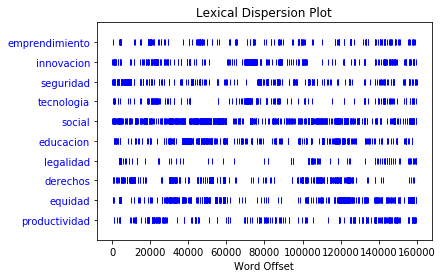 Lexical Dispersion Plot
emprendimiento
innovacion
seguridad
tecnologia
social
educacion
legalidad
derechos
equidad
productividad
0 20000 40000 60000 80000 100000 120000 140000 160000
Word Offset